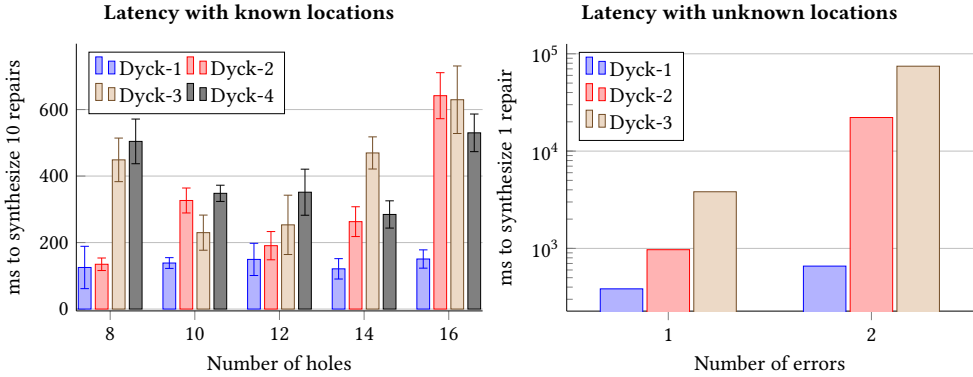 Latency with known locations
ms to synthesize 10 repairs
600
400
200
0
Dyck-1 Dyck-2
Dyck-3 Dyck-4
8 10 12 14 16
Number of holes
Latency with unknown locations
ms to synthesize 1 repair
10^5
10^4
10^3
Dyck-1
Dyck-2
Dyck-3
1 2
Number of errors